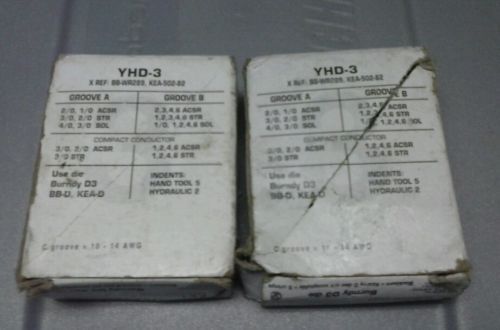 YHD-3
X REF: BB-WR289, KEA-502-82
GROOVE A GROOVE B
2/0, 1/0 ACSR 2,3,4,6 ACSR
3/0, 2/0 STR 1,2,3,4,6 STR
4/0, 3/0 SOL 1/0, 1,2,4,6 SOL
COMPACT CONDUCTOR
3/0, 2/0 ACSR 1,2,4,6 ACSR
3/0 STR 1,2,4,6 STR
Use die INDENTS:
Burndy D3 HAND TOOL 5
BB-D, KEA-D HYDRAULIC 2
C groove = 18 - 14 AWG
YHD-3
X REF: BB-WR289, KEA-502-82
GROOVE A GROOVE B
2/0, 1/0 ACSR 2,3,4,6 ACSR
3/0, 2/0 STR 1,2,3,4,6 STR
4/0, 3/0 SOL 1/0, 1,2,4,6 SOL
COMPACT CONDUCTOR
3/0, 2/0 ACSR 1,2,4,6 ACSR
3/0 STR 1,2,4,6 STR
Use die INDENTS:
Burndy D3 HAND TOOL 5
BB-D, KEA-D HYDRAULIC 2
C groove = 14 AWG
Burndy D3 die